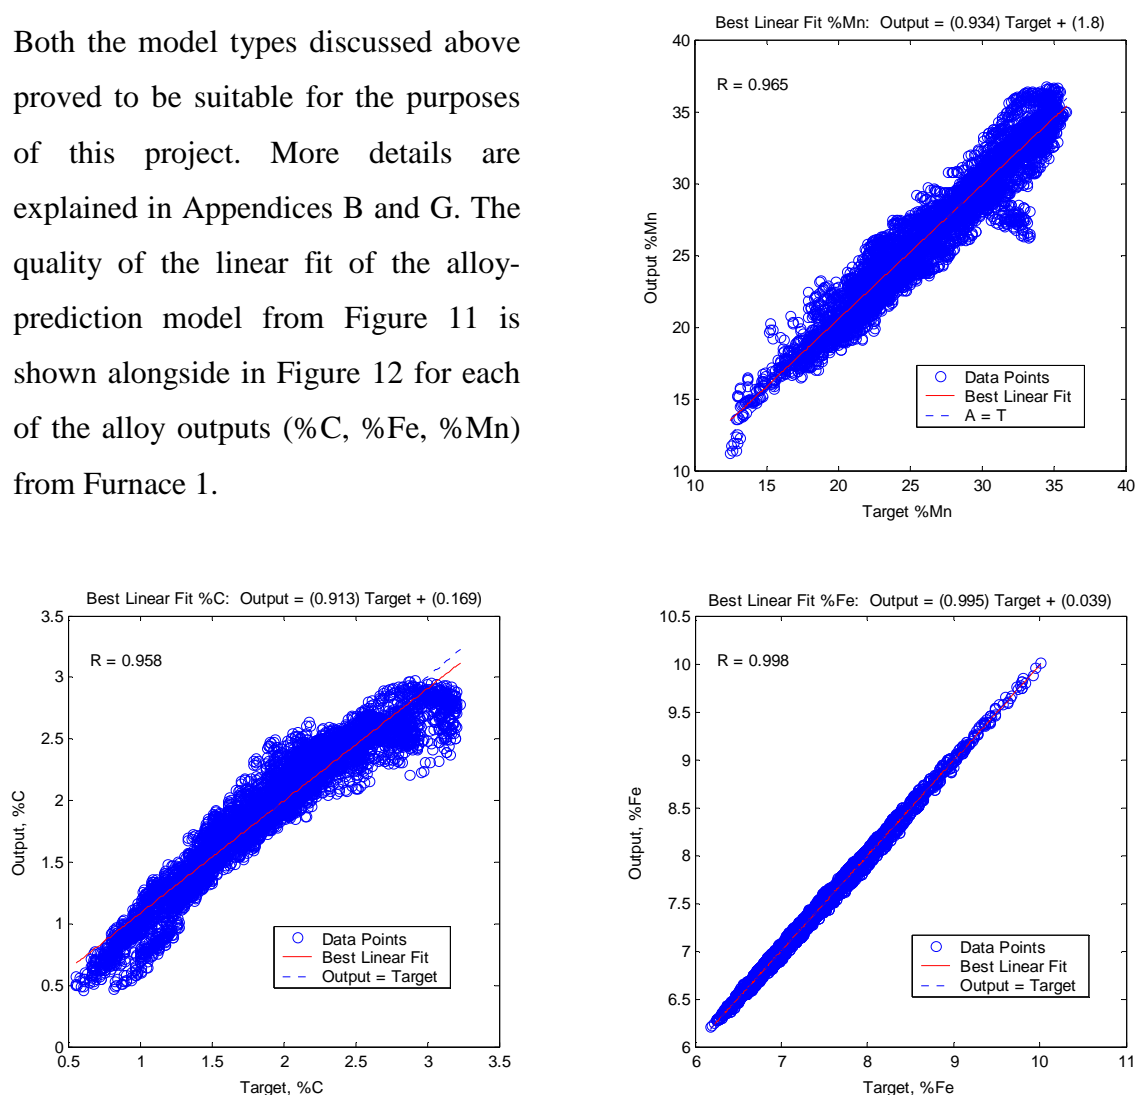 Both the model types discussed above
proved to be suitable for the purposes
of this project. More details are
explained in Appendices B and G. The
quality of the linear fit of the alloy-
prediction model from Figure 11 is
shown alongside in Figure 12 for each
of the alloy outputs (%C, %Fe, %Mn)
from Furnace 1.
Best Linear Fit %Mn: Output = (0.934) Target + (1.8)
40
35
30
25
20
15
10
Output %Mn
R = 0.965
Data Points
Best Linear Fit
A = T
10 15 20 25 30 35 40
Target %Mn
Best Linear Fit %C: Output = (0.913) Target + (0.169)
3.5
3
2.5
2
1.5
1
0.5
0
Output, %C
R = 0.958
Data Points
Best Linear Fit
Output = Target
0.5 1 1.5 2 2.5 3 3.5
Target, %C
Best Linear Fit %Fe: Output = (0.995) Target + (0.039)
10.5
10
9.5
9
8.5
8
7.5
7
6.5
6
Output, %Fe
R = 0.998
Data Points
Best Linear Fit
Output = Target
6 7 8 9 10 11
Target, %Fe